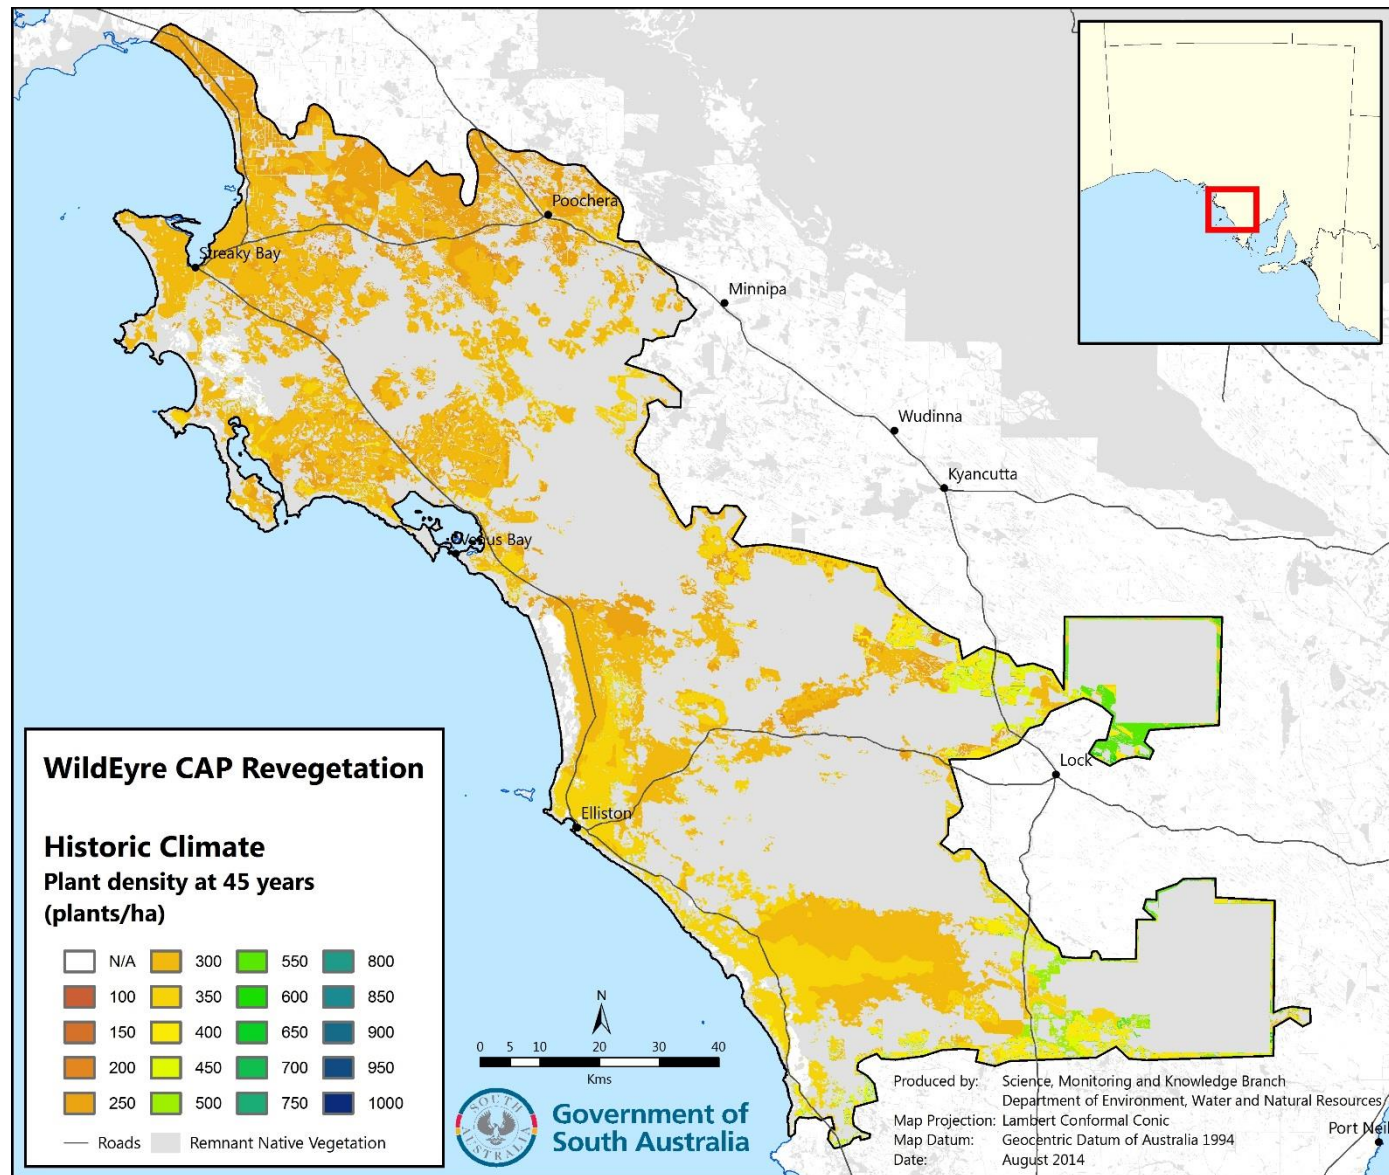 Streaky Bay
Poochera
Minnipa
Wudinna
Kyancutta
Venus Bay
Lock
Elliston
WildEyre CAP Revegetation
Historic Climate
Plant density at 45 years
(plants/ha)
N/A 300 550 800
100 350 600 850
150 400 650 900
200 450 700 950
250 500 750 1000
Roads Remnant Native Vegetation
N
0 5 10 20 30 40
Kms
SOUTH AUSTRALIA
Government of
South Australia
Produced by: Science, Monitoring and Knowledge Branch
Department of Environment, Water and Natural Resources
Map Projection: Lambert Conformal Conic
Map Datum: Geocentric Datum of Australia 1994
Date: August 2014
Port Neil